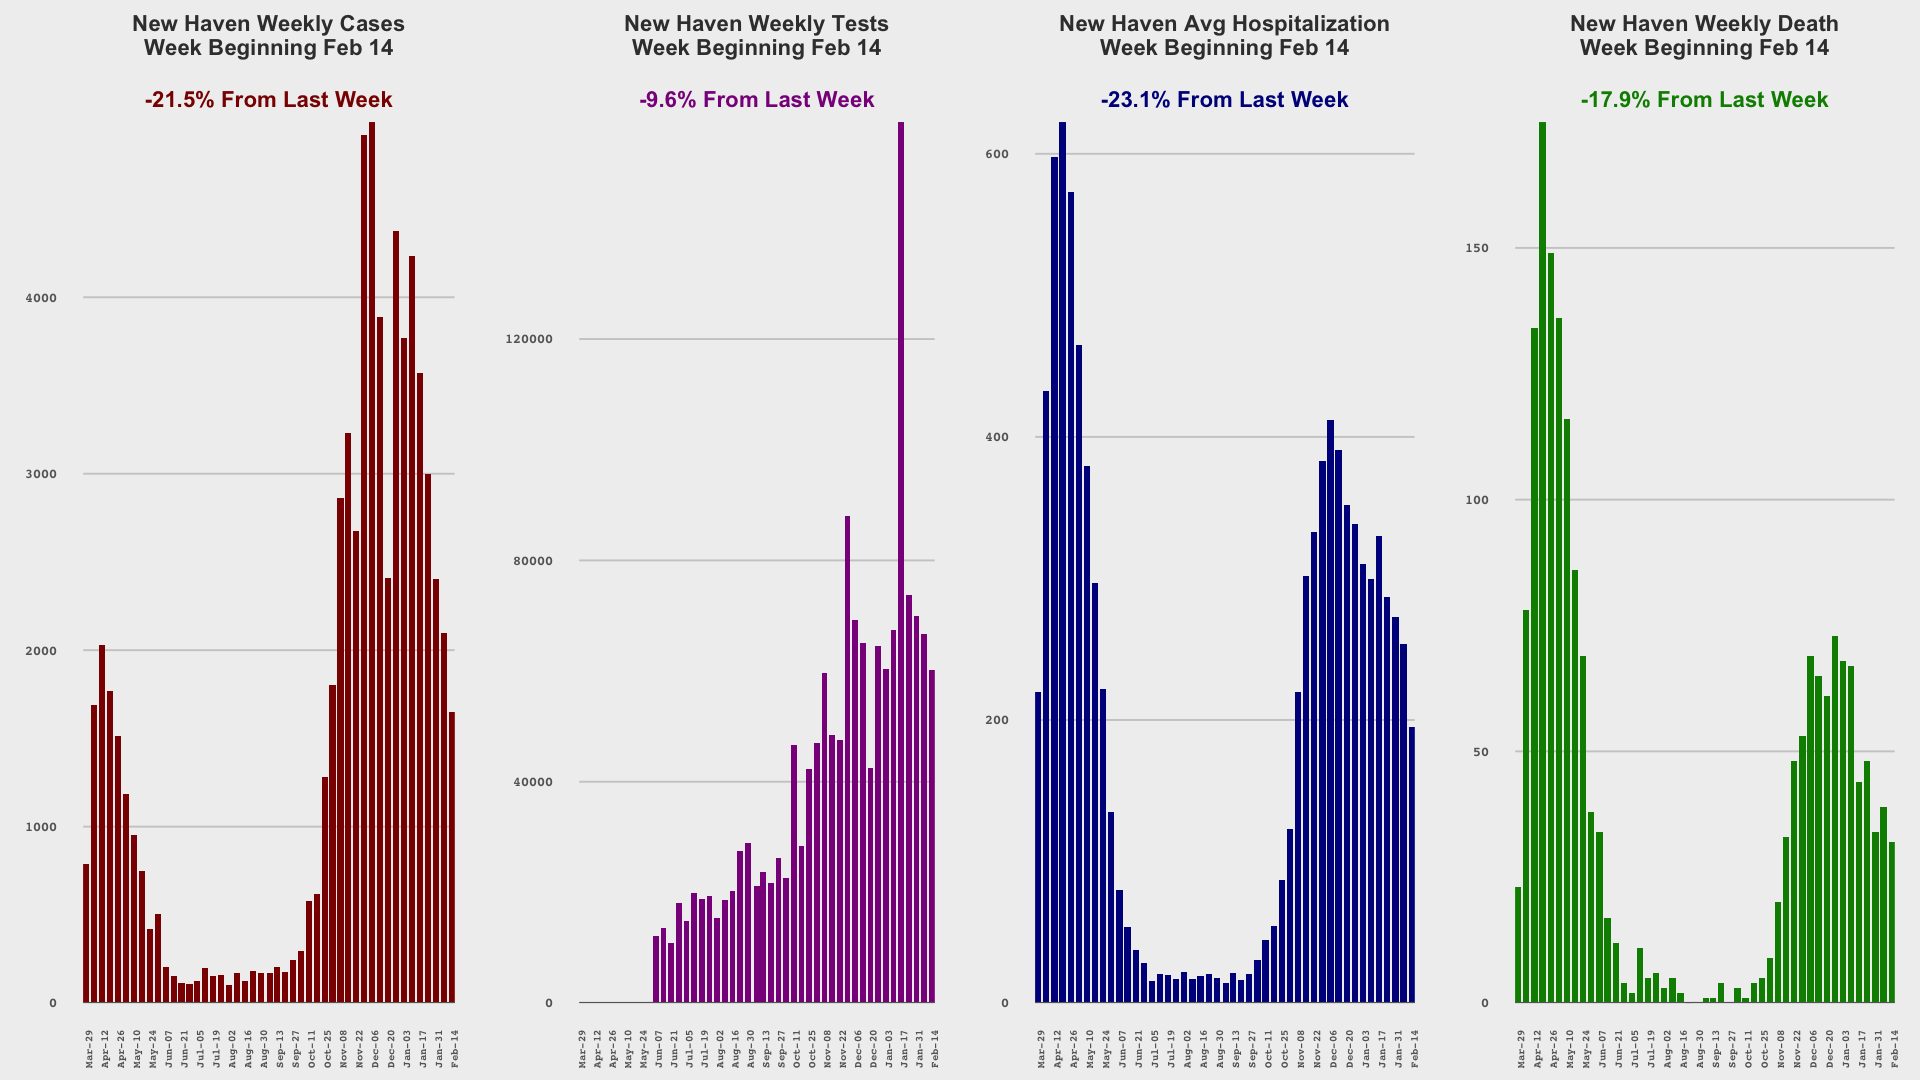 New Haven Weekly Cases
Week Beginning Feb 14
-21.5% From Last Week
4000
3000
2000
1000
0
Mar-29
Apr-12
Apr-26
May-10
May-24
Jun-07
Jun-21
Jul-05
Jul-19
Aug-02
Aug-16
Aug-30
Sep-13
Sep-27
Oct-11
Oct-25
Nov-08
Nov-22
Dec-06
Dec-20
Jan-03
Jan-17
Jan-31
Feb-14
New Haven Weekly Tests
Week Beginning Feb 14
-9.6% From Last Week
120000
80000
40000
0
Mar-29
Apr-12
Apr-26
May-10
May-24
Jun-07
Jun-21
Jul-05
Jul-19
Aug-02
Aug-16
Aug-30
Sep-13
Sep-27
Oct-11
Oct-25
Nov-08
Nov-22
Dec-06
Dec-20
Jan-03
Jan-17
Jan-31
Feb-14
New Haven Avg Hospitalization
Week Beginning Feb 14
-23.1% From Last Week
600
400
200
0
Mar-29
Apr-12
Apr-26
May-10
May-24
Jun-07
Jun-21
Jul-05
Jul-19
Aug-02
Aug-16
Aug-30
Sep-13
Sep-27
Oct-11
Oct-25
Nov-08
Nov-22
Dec-06
Dec-20
Jan-03
Jan-17
Jan-31
Feb-14
New Haven Weekly Death
Week Beginning Feb 14
-17.9% From Last Week
150
100
50
0
Mar-29
Apr-12
Apr-26
May-10
May-24
Jun-07
Jun-21
Jul-05
Jul-19
Aug-02
Aug-16
Aug-30
Sep-13
Sep-27
Oct-11
Oct-25
Nov-08
Nov-22
Dec-06
Dec-20
Jan-03
Jan-17
Jan-31
Feb-14